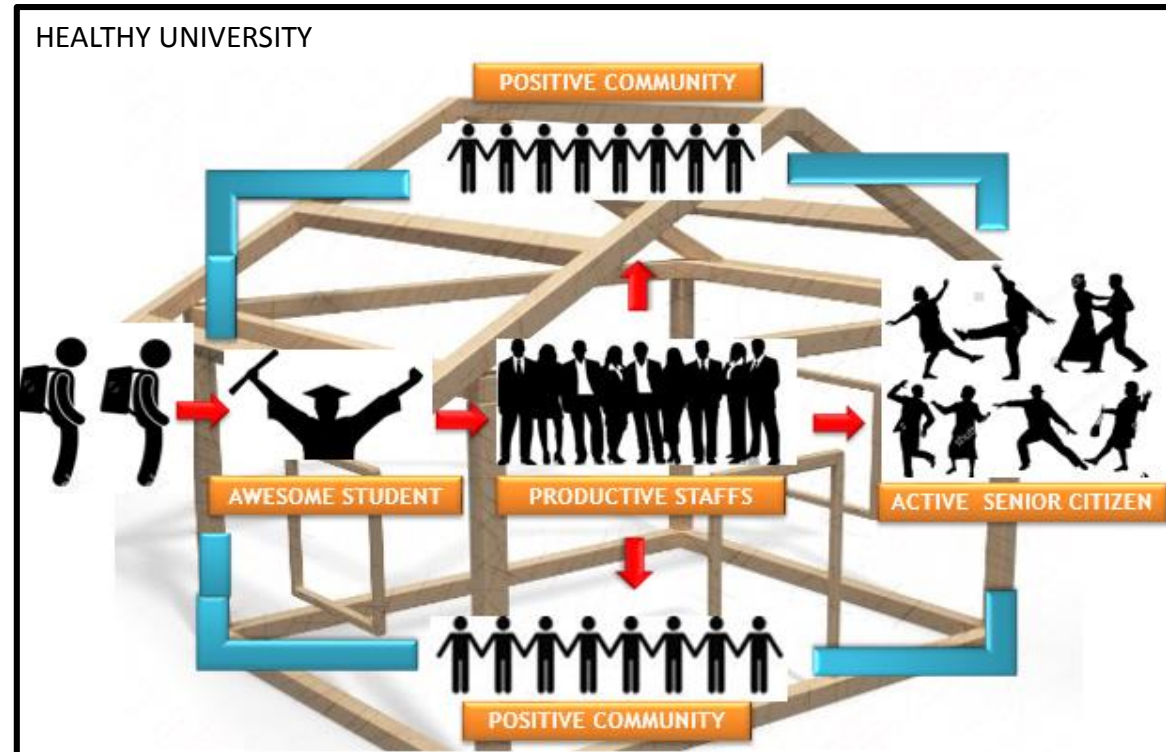 HEALTHY UNIVERSITY
POSITIVE COMMUNITY
AWESOME STUDENT
PRODUCTIVE STAFFS
ACTIVE SENIOR CITIZEN
POSITIVE COMMUNITY